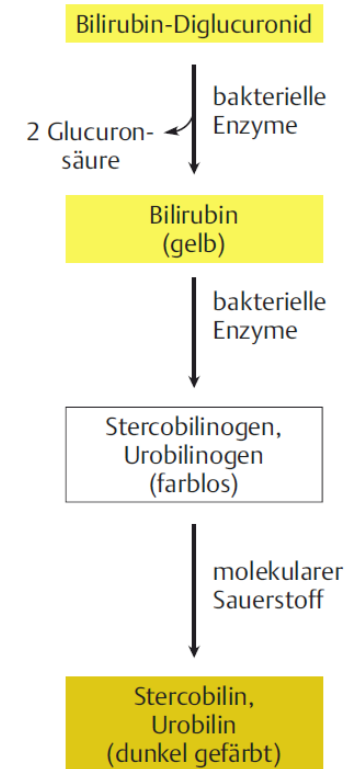 Bilirubin-Diglucuronid
bakterielle
Enzyme
2 Glucuron-
säure
Bilirubin
(gelb)
bakterielle
Enzyme
Stercobilinogen,
Urobilinogen
(farblos)
molekularer
Sauerstoff
Stercobilin,
Urobilin
(dunkel gefärbt)